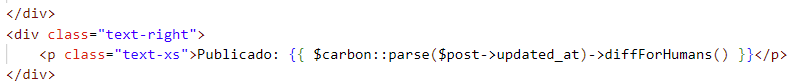 </div>
<div class="text-right">
    <p class="text-xs">Publicado: {{ $carbon::parse($post->updated_at)->diffForHumans() }}</p>
</div>